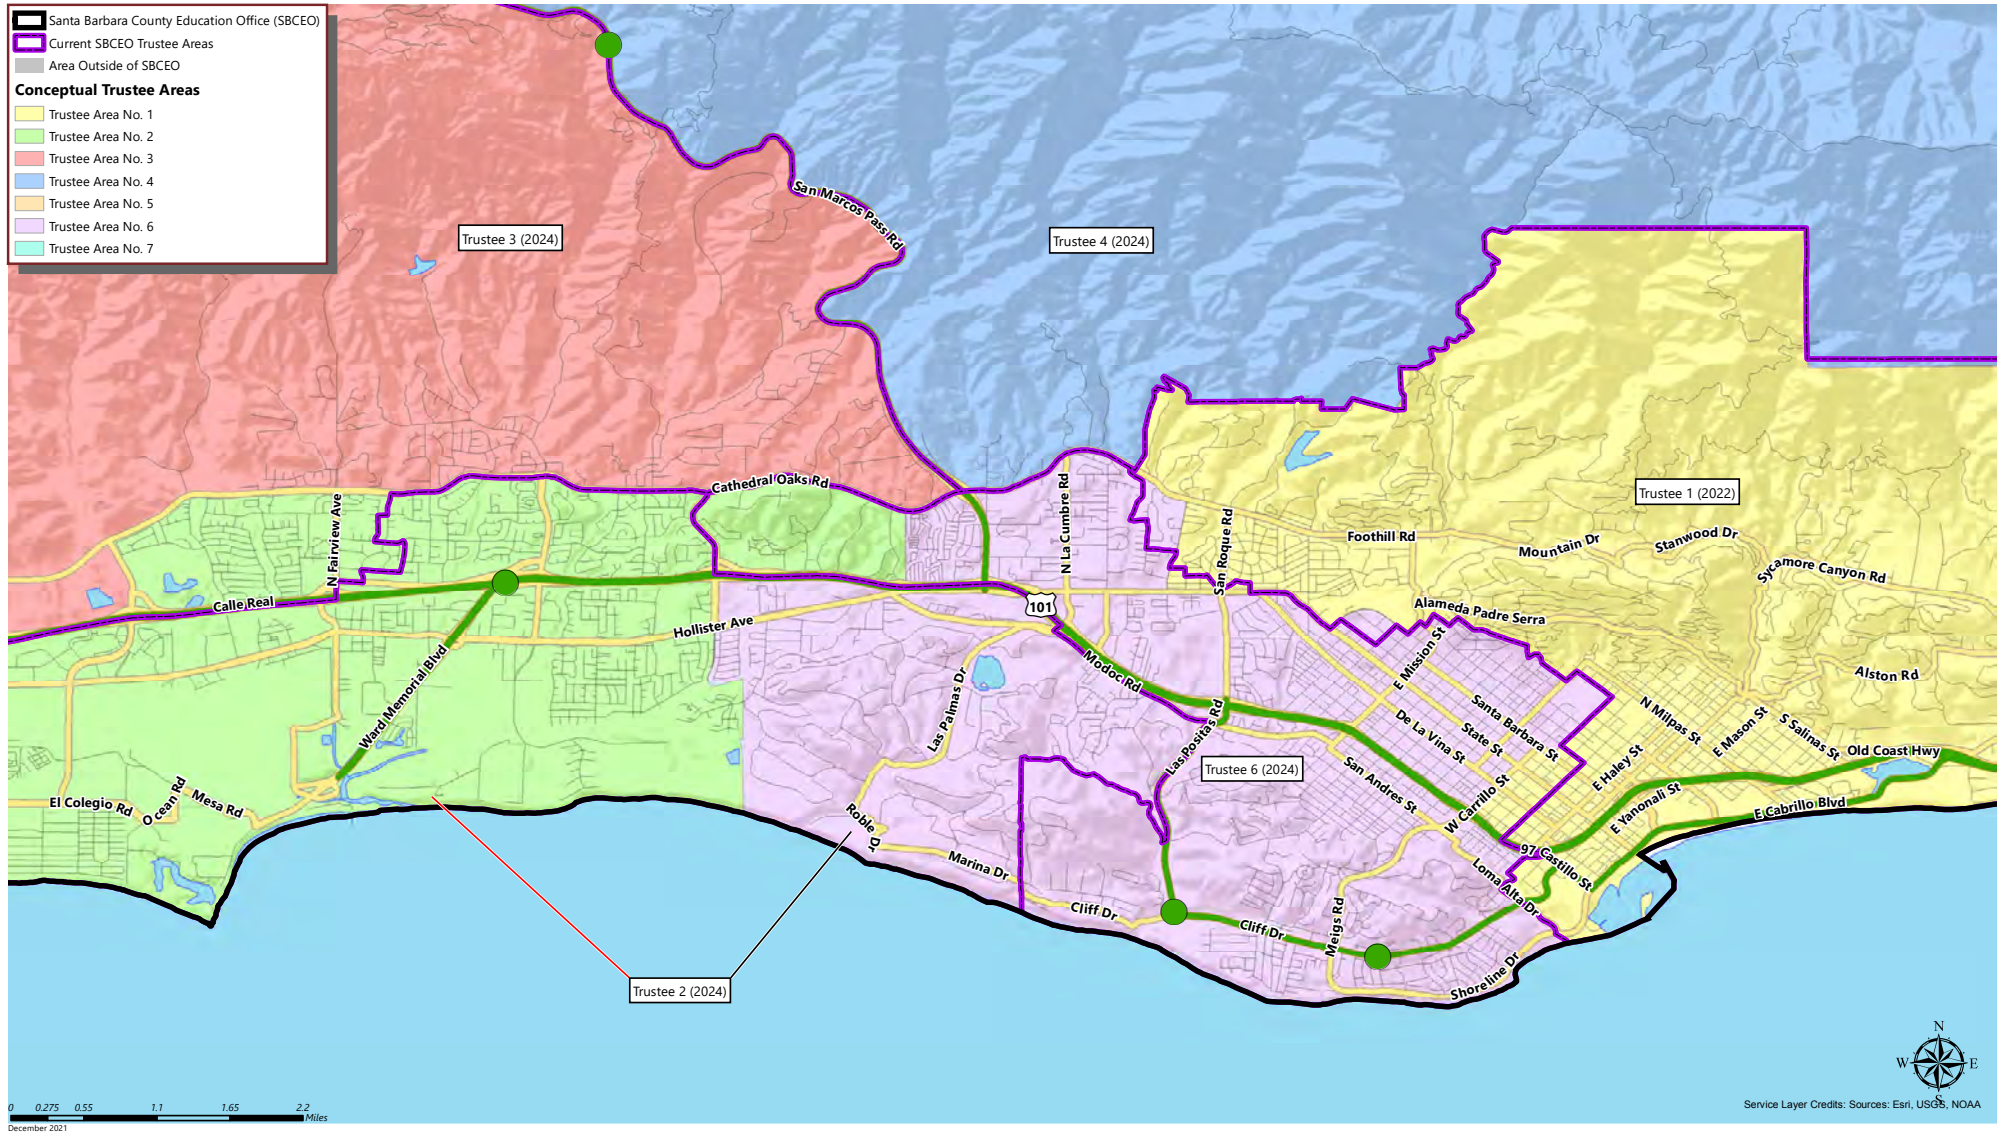 Santa Barbara County Education Office (SBCEO)
Current SBCEO Trustee Areas
Area Outside of SBCEO
Conceptual Trustee Areas
Trustee Area No. 1
Trustee Area No. 2
Trustee Area No. 3
Trustee Area No. 4
Trustee Area No. 5
Trustee Area No. 6
Trustee Area No. 7
San Marcos Pass Rd
Trustee 3 (2024)
Trustee 4 (2024)
Trustee 1 (2022)
Cathedral Oaks Rd
N Fairview Ave
N La Cumbre Rd
San Roque Rd
Foothill Rd
Mountain Dr
Stanwood Dr
Sycamore Canyon Rd
Calle Real
101
Hollister Ave
Alameda Padre Serra
E Mission St
Modoc Rd
Alston Rd
Ward Memorial Blvd
Las Palmas Dr
Las Positas Rd
De La Vina St
State St
Santa Barbara St
N Milpas St
E Mason St
S Salinas St
Old Coast Hwy
E Haley St
Trustee 6 (2024)
San Andres St
W Carrillo St
E Yanonali St
E Cabrillo Blvd
El Colegio Rd
Ocean Rd
Mesa Rd
Roble Dr
Marina Dr
97
Castillo St
Loma Alta Dr
Cliff Dr
Cliff Dr
Meigs Rd
Shoreline Dr
Trustee 2 (2024)
N
W
E
S
0 0.275 0.55 1.1 1.65 2.2
Miles
December 2021
Service Layer Credits: Sources: Esri, USGS, NOAA